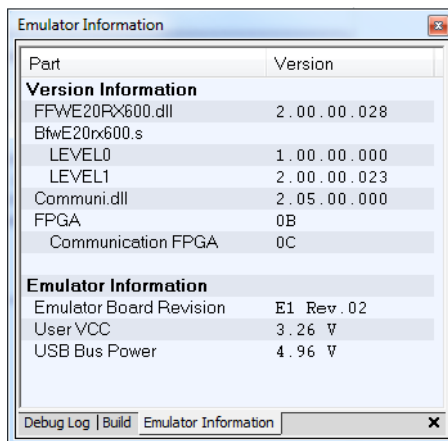 Emulator Information
Part Version
Version Information
FFWE20RX600.dll 2.00.00.028
BfwE20rx600.s
LEVEL0 1.00.00.000
LEVEL1 2.00.00.023
Communi.dll 2.05.00.000
FPGA 0B
Communication FPGA 0C
Emulator Information
Emulator Board Revision E1 Rev.02
User VCC 3.26 V
USB Bus Power 4.96 V
Debug Log | Build Emulator Information